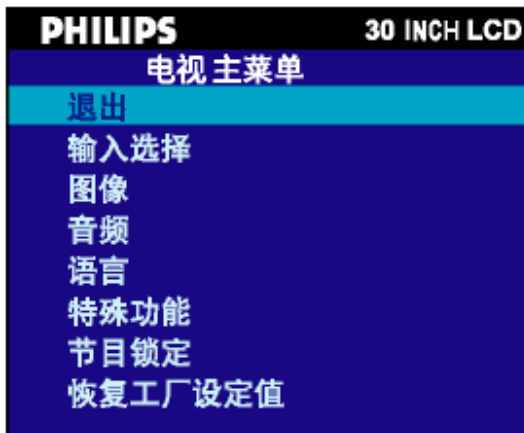 PHILIPS 30 INCH LCD
电视主菜单
退出
输入选择
图像
音频
语言
特殊功能
节目锁定
恢复工厂设定值